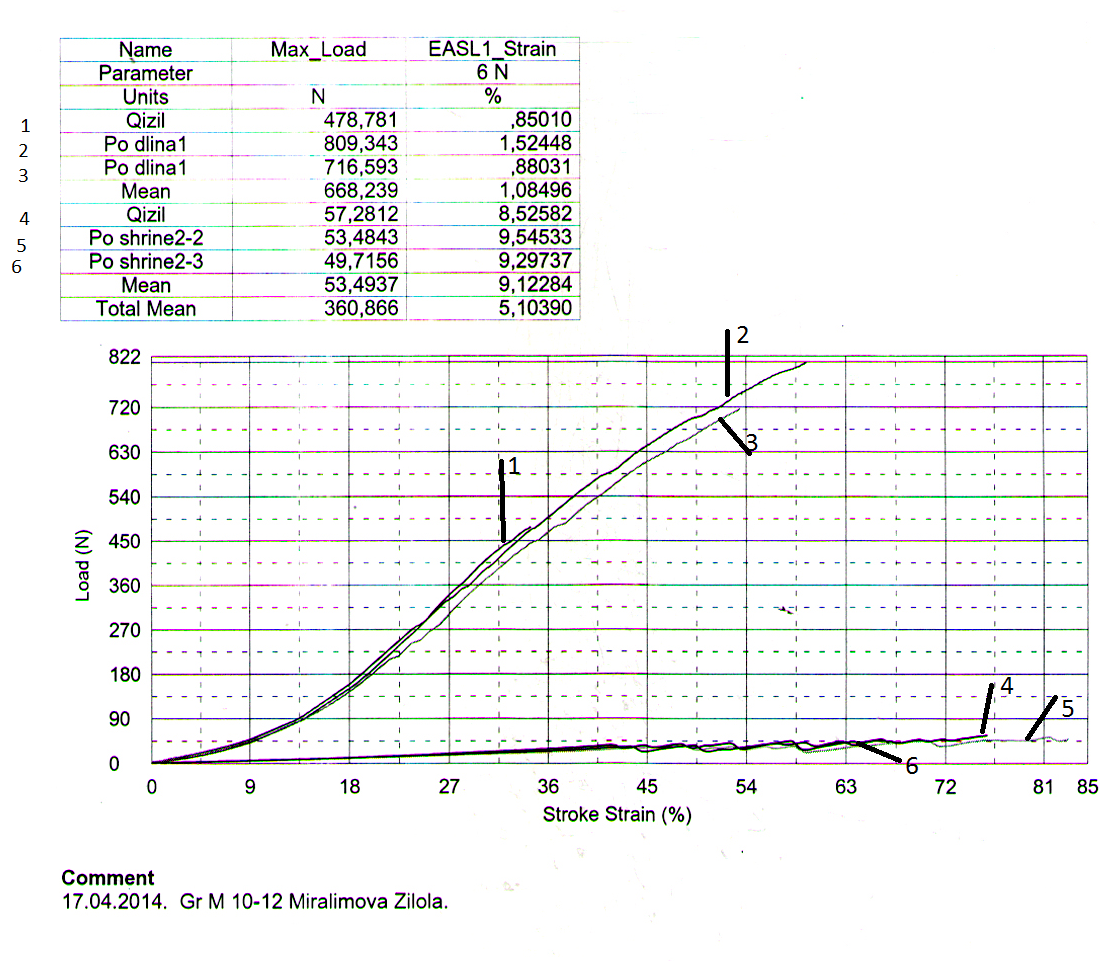 Name Max_Load EASL1_Strain
Parameter 6 N
Units N %
1 Qizil 478,781 ,85010
2 Po dlina1 809,343 1,52448
3 Po dlina1 716,593 ,88031
Mean 668,239 1,08496
4 Qizil 57,2812 8,52582
5 Po shrine2-2 53,4843 9,54533
6 Po shrine2-3 49,7156 9,29737
Mean 53,4937 9,12284
Total Mean 360,866 5,10390
2
822
720
3
630
1
540
450
Load (N)
360
270
180
4
5
90
6
0
0 9 18 27 36 45 54 63 72 81 85
Stroke Strain (%)
Comment
17.04.2014. Gr M 10-12 Miralimova Zilola.